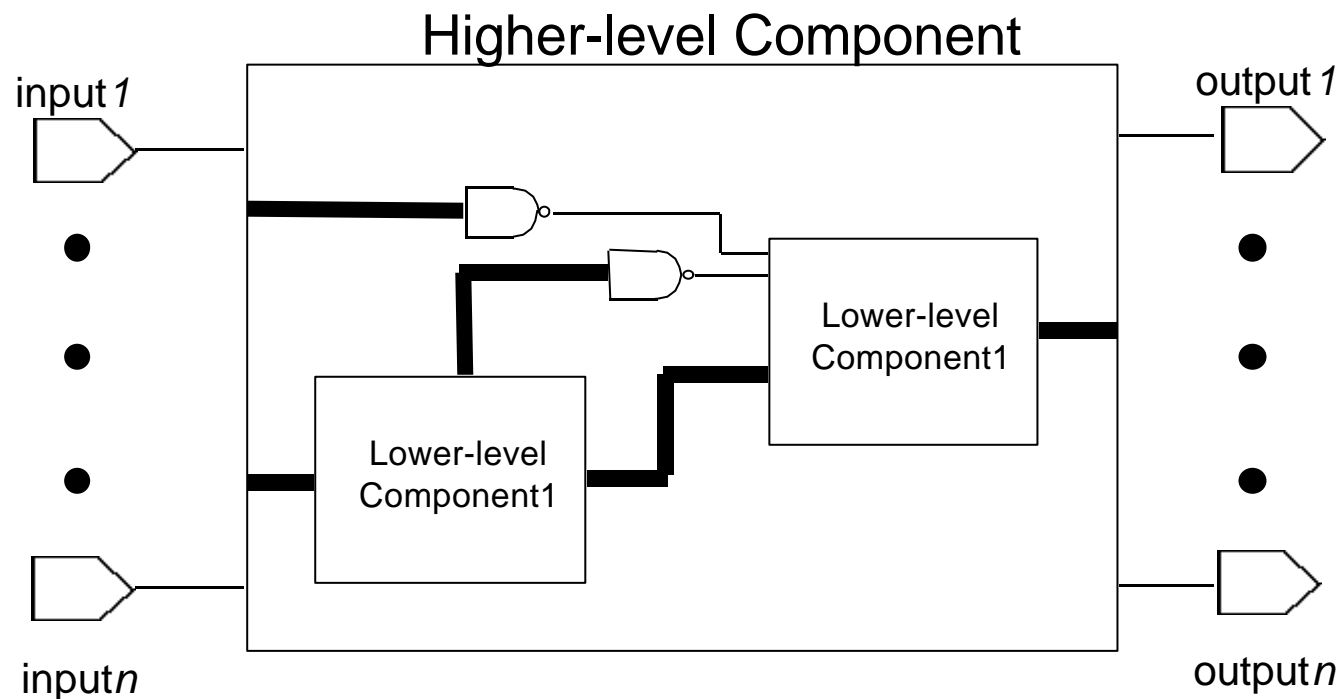 Higher-level Component
input1
output1
Lower-level
Component1
Lower-level
Component1
inputn
outputn